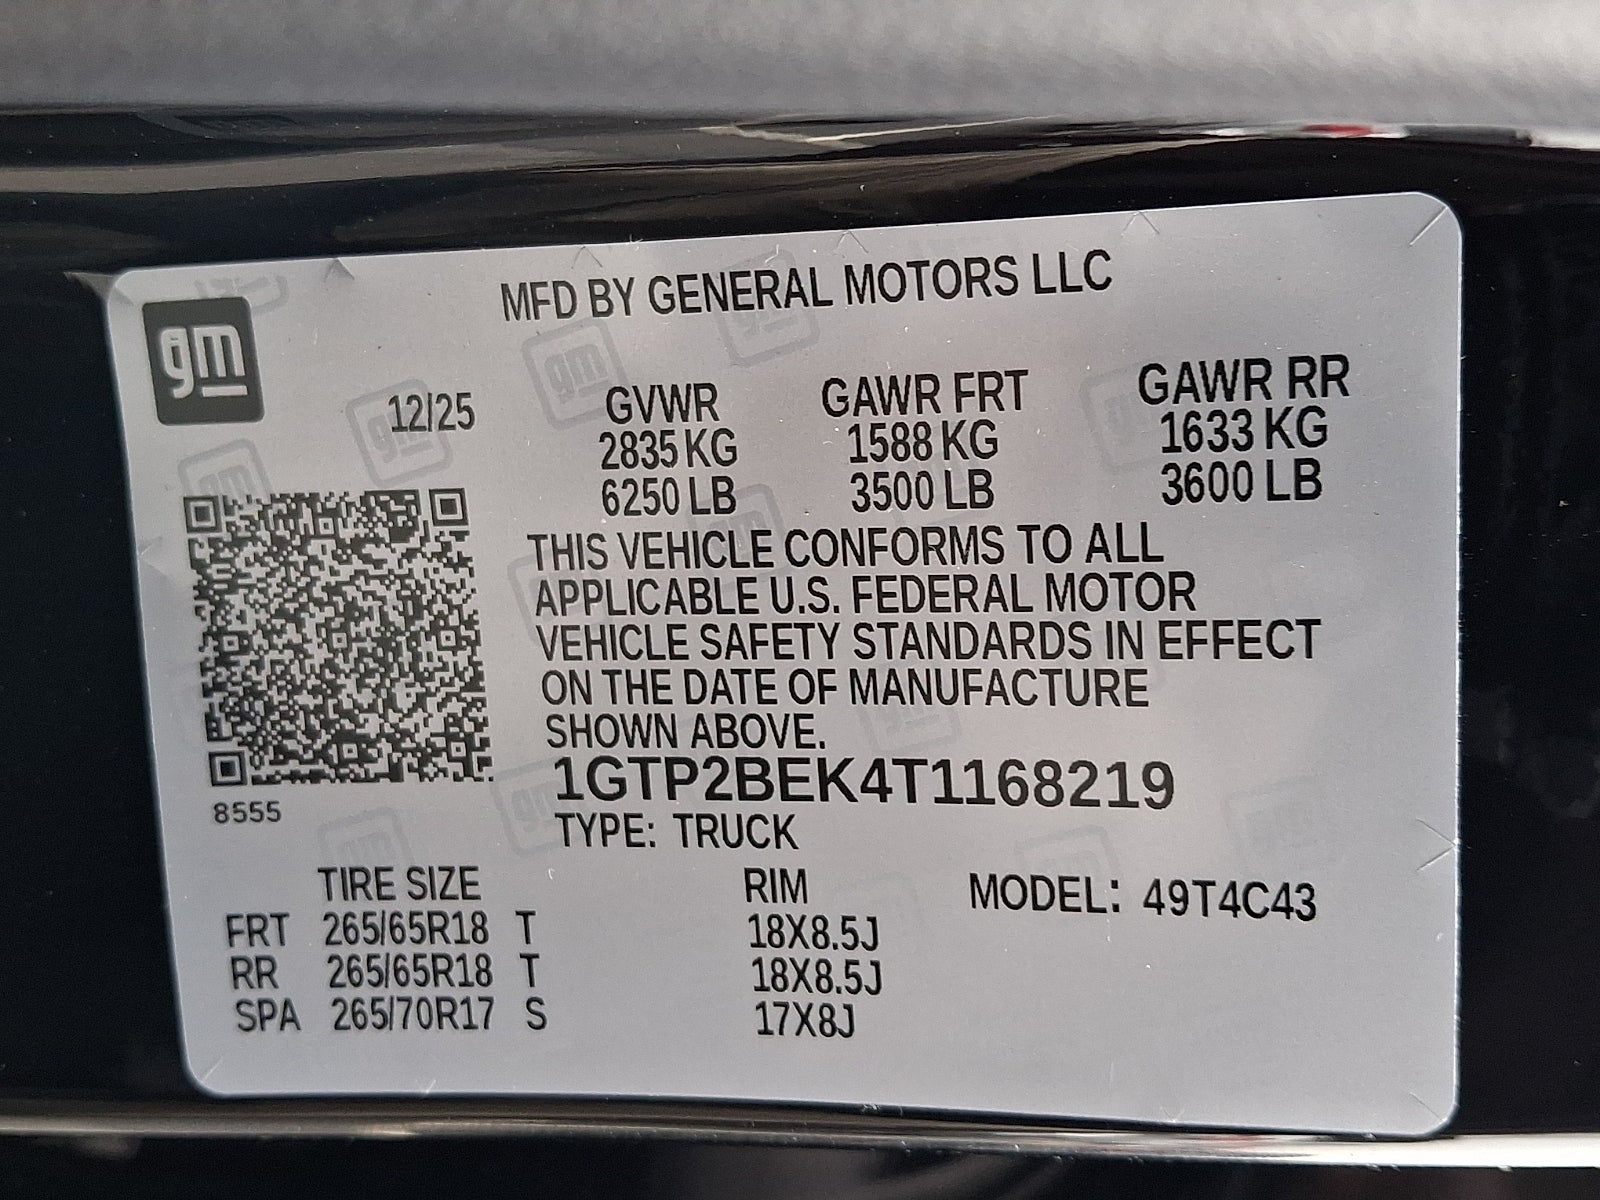 gm
MFD BY GENERAL MOTORS LLC
12/25
GVWR
2835 KG
6250 LB
GAWR FRT
1588 KG
3500 LB
GAWR RR
1633 KG
3600 LB
THIS VEHICLE CONFORMS TO ALL
APPLICABLE U.S. FEDERAL MOTOR
VEHICLE SAFETY STANDARDS IN EFFECT
ON THE DATE OF MANUFACTURE
SHOWN ABOVE.
1GTP2BEK4T1168219
TYPE: TRUCK
8555
TIRE SIZE RIM MODEL: 49T4C43
FRT 265/65R18 T 18X8.5J
RR 265/65R18 T 18X8.5J
SPA 265/70R17 S 17X8J